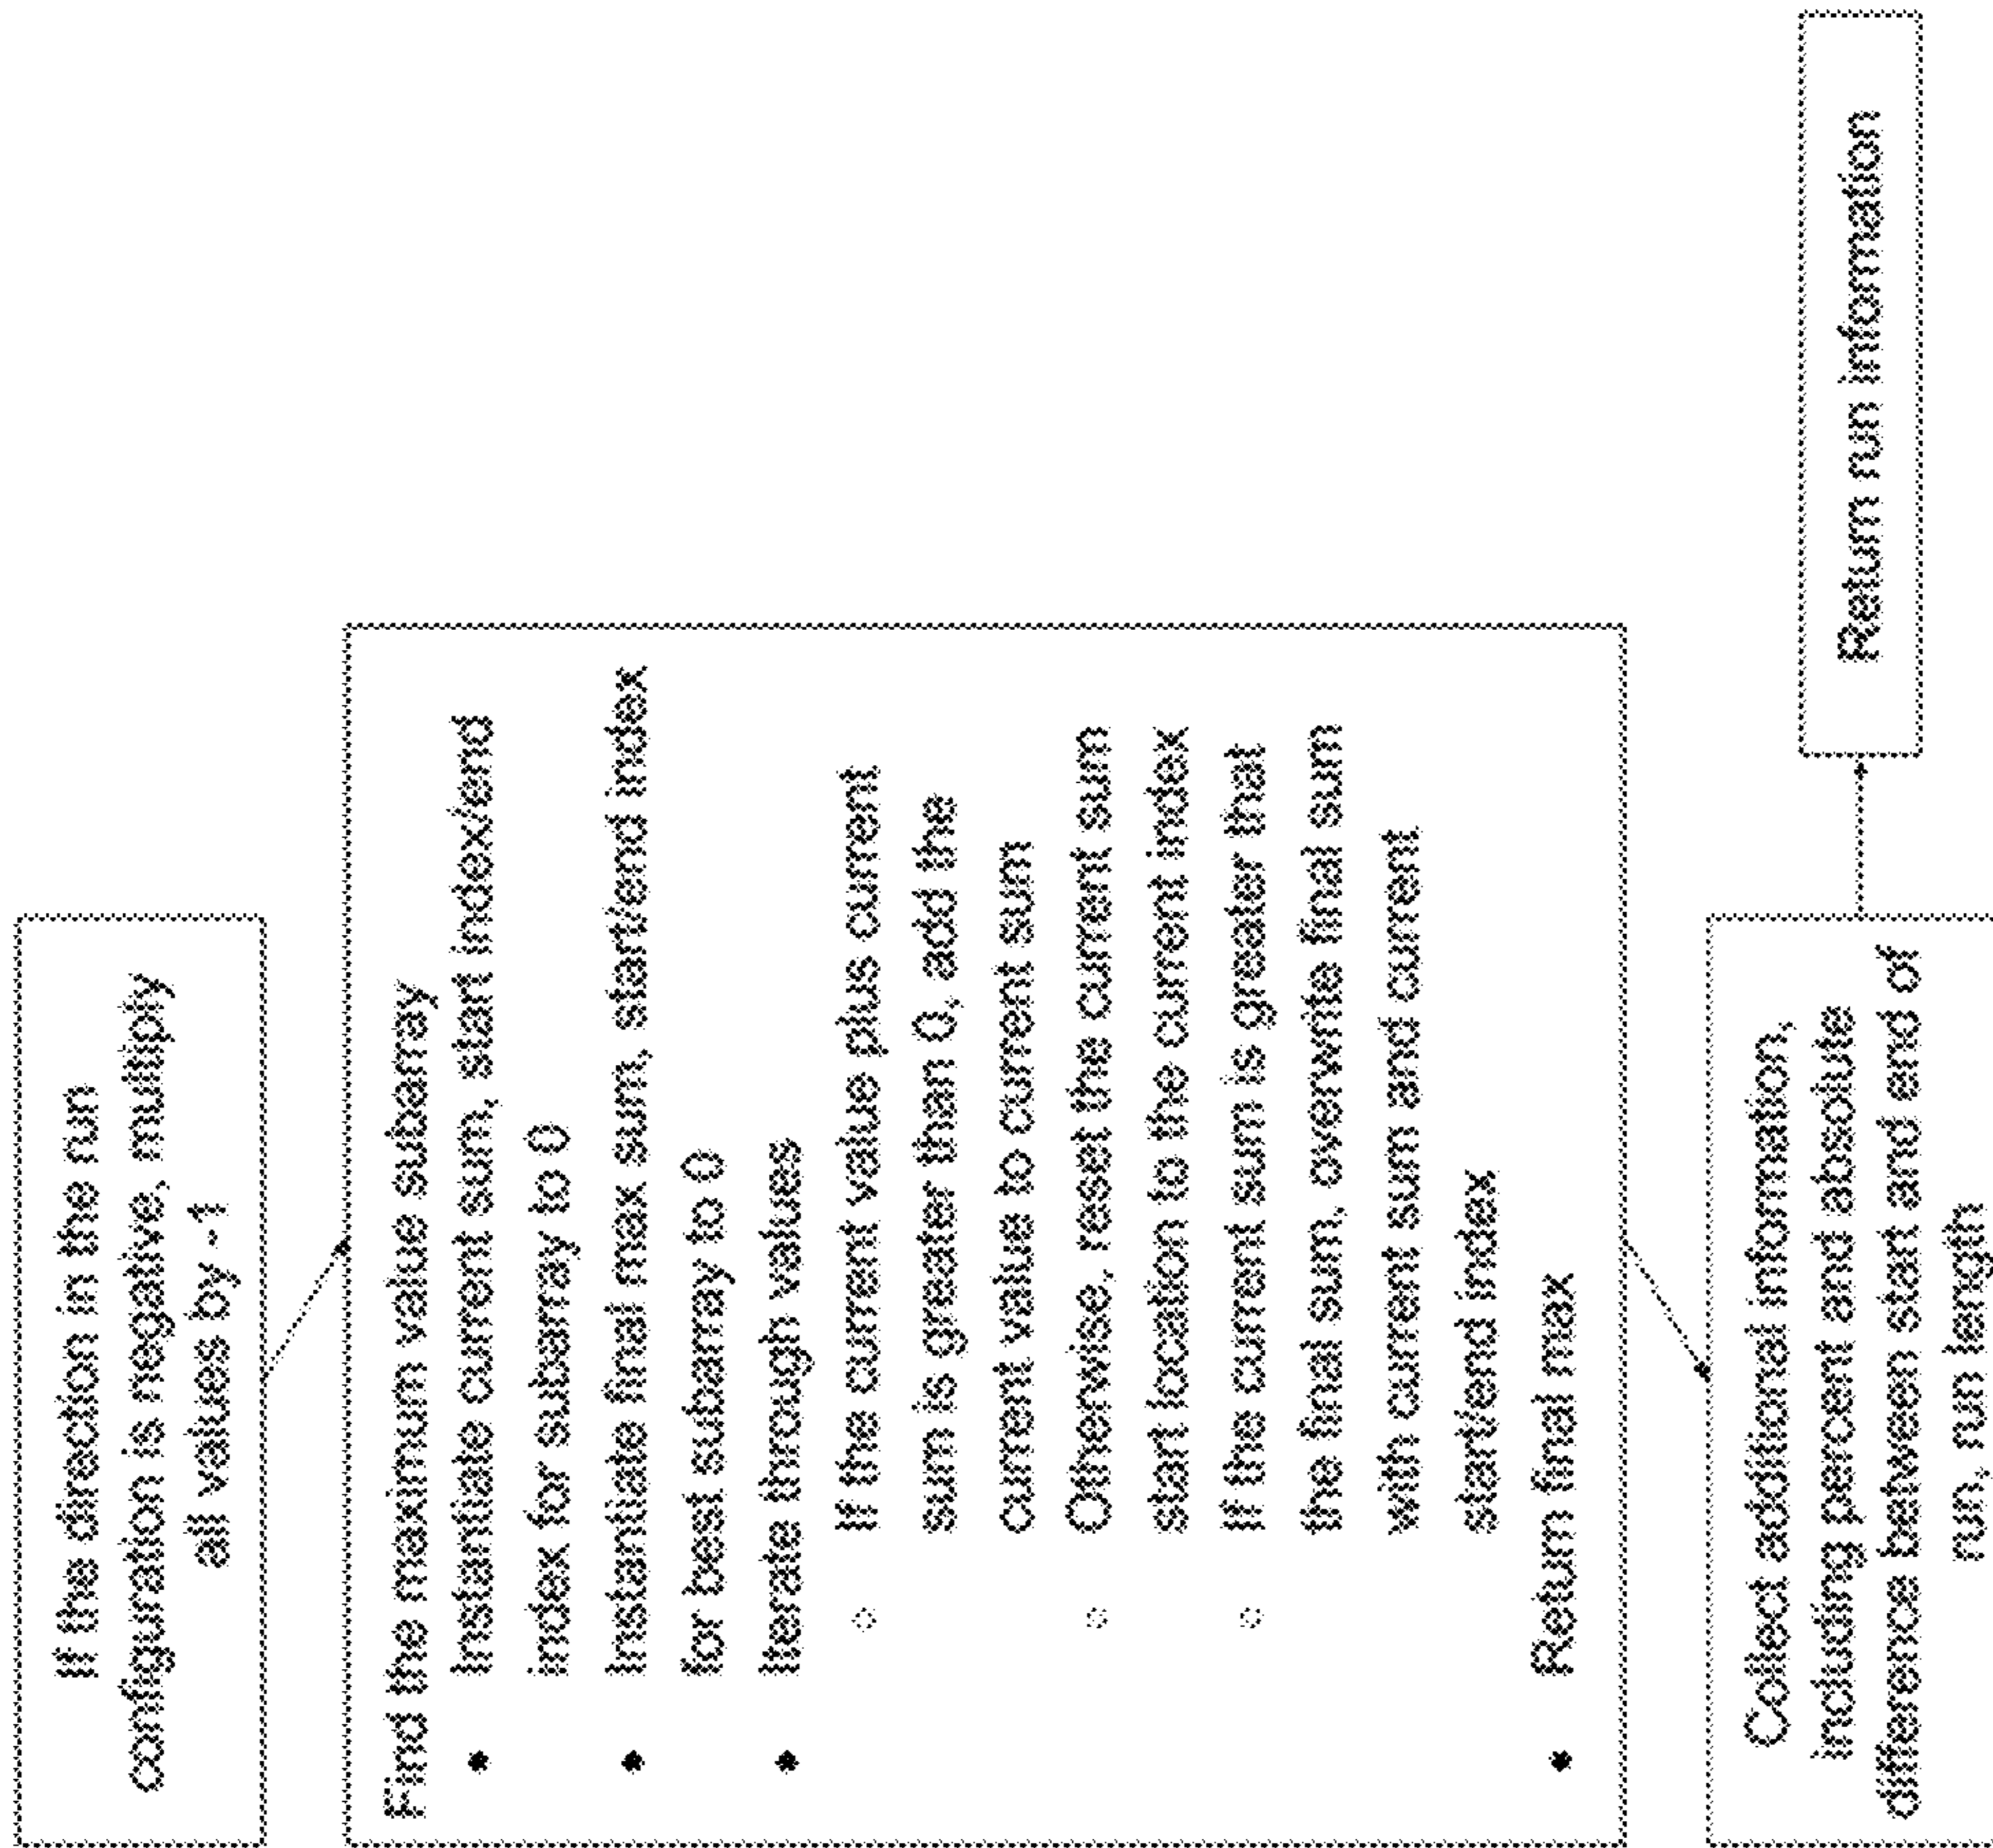 If the direction in the run
configuration is negative, multiply
all values by -1
Find the maximum value subarray
● Instantiate current sum, start index/end
index for subarray to 0
● Instantiate final max sum, start/end index
for best subarray to 0
● Iterate through values
○ If the current value plus current
sum is greater than 0, add the
current value to current sum
○ Otherwise, reset the current sum
start location to the current index
○ If the current sum is greater that
the final sum, overwrite final sum
with current sum and current
start/end index
● Return final max
Collect additional information,
including percent and absolute
difference between start and end of
run, run length
Return run information